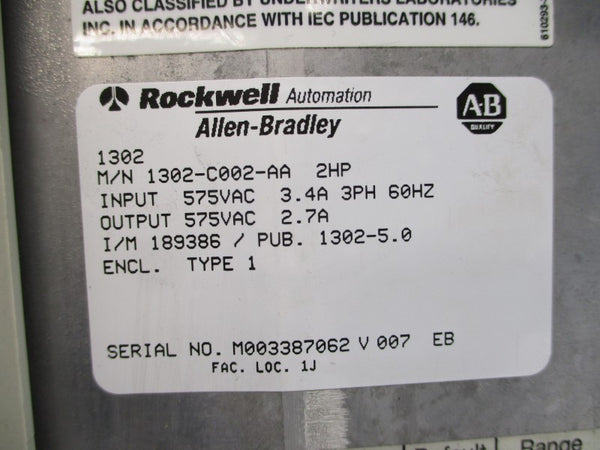 ALSO CLASSIFIED BY UNDERWRITERS LABORATORIES
INC. IN ACCORDANCE WITH IEC PUBLICATION 146.
Rockwell Automation
Allen-Bradley
A-B
QUALITY
1302
M/N 1302-C002-AA 2HP
INPUT 575VAC 3.4A 3PH 60HZ
OUTPUT 575VAC 2.7A
I/M 189386 / PUB. 1302-5.0
ENCL. TYPE 1
SERIAL NO. M003387062 V 007 EB
FAC. LOC. 1J
Default Range